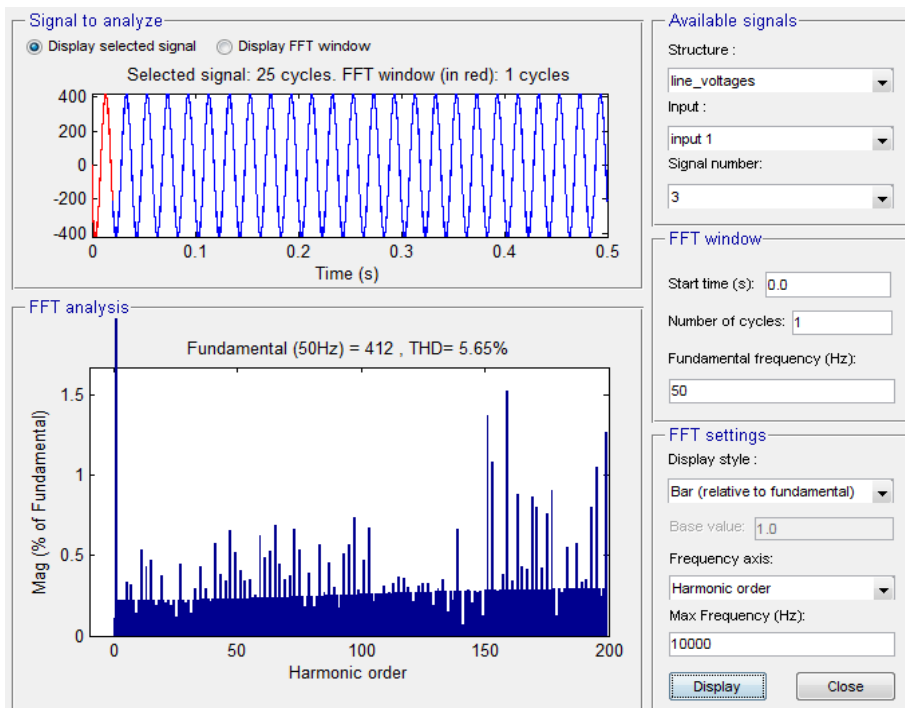 Signal to analyze
Display selected signal Display FFT window
Selected signal: 25 cycles. FFT window (in red): 1 cycles
400
200
0
-200
-400
0 0.1 0.2 0.3 0.4 0.5
Time (s)
FFT analysis
Fundamental (50Hz) = 412 , THD= 5.65%
1.5
1
0.5
0
Mag (% of Fundamental)
0 50 100 150 200
Harmonic order
Available signals
Structure :
line_voltages
Input :
input 1
Signal number:
3
FFT window
Start time (s): 0.0
Number of cycles: 1
Fundamental frequency (Hz):
50
FFT settings
Display style :
Bar (relative to fundamental)
Base value: 1.0
Frequency axis:
Harmonic order
Max Frequency (Hz):
10000
Display Close